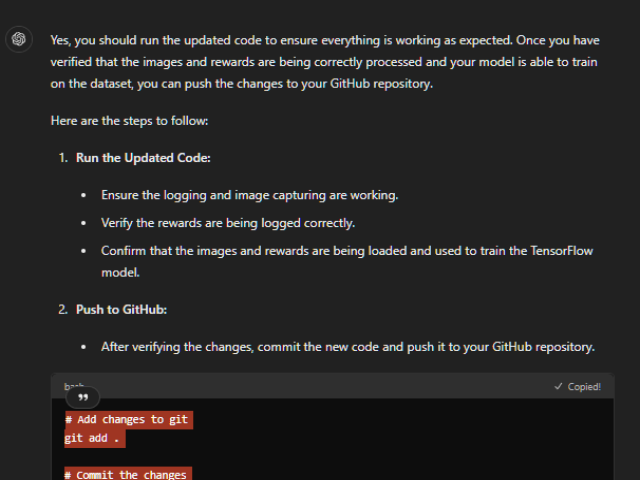 Yes, you should run the updated code to ensure everything is working as expected. Once you have
verified that the images and rewards are being correctly processed and your model is able to train
on the dataset, you can push the changes to your GitHub repository.
Here are the steps to follow:
1. Run the Updated Code:
• Ensure the logging and image capturing are working.
• Verify the rewards are being logged correctly.
• Confirm that the images and rewards are being loaded and used to train the TensorFlow
model.
2. Push to GitHub:
• After verifying the changes, commit the new code and push it to your GitHub repository.
bash ✓ Copied!
# Add changes to git
git add .
# Commit the changes